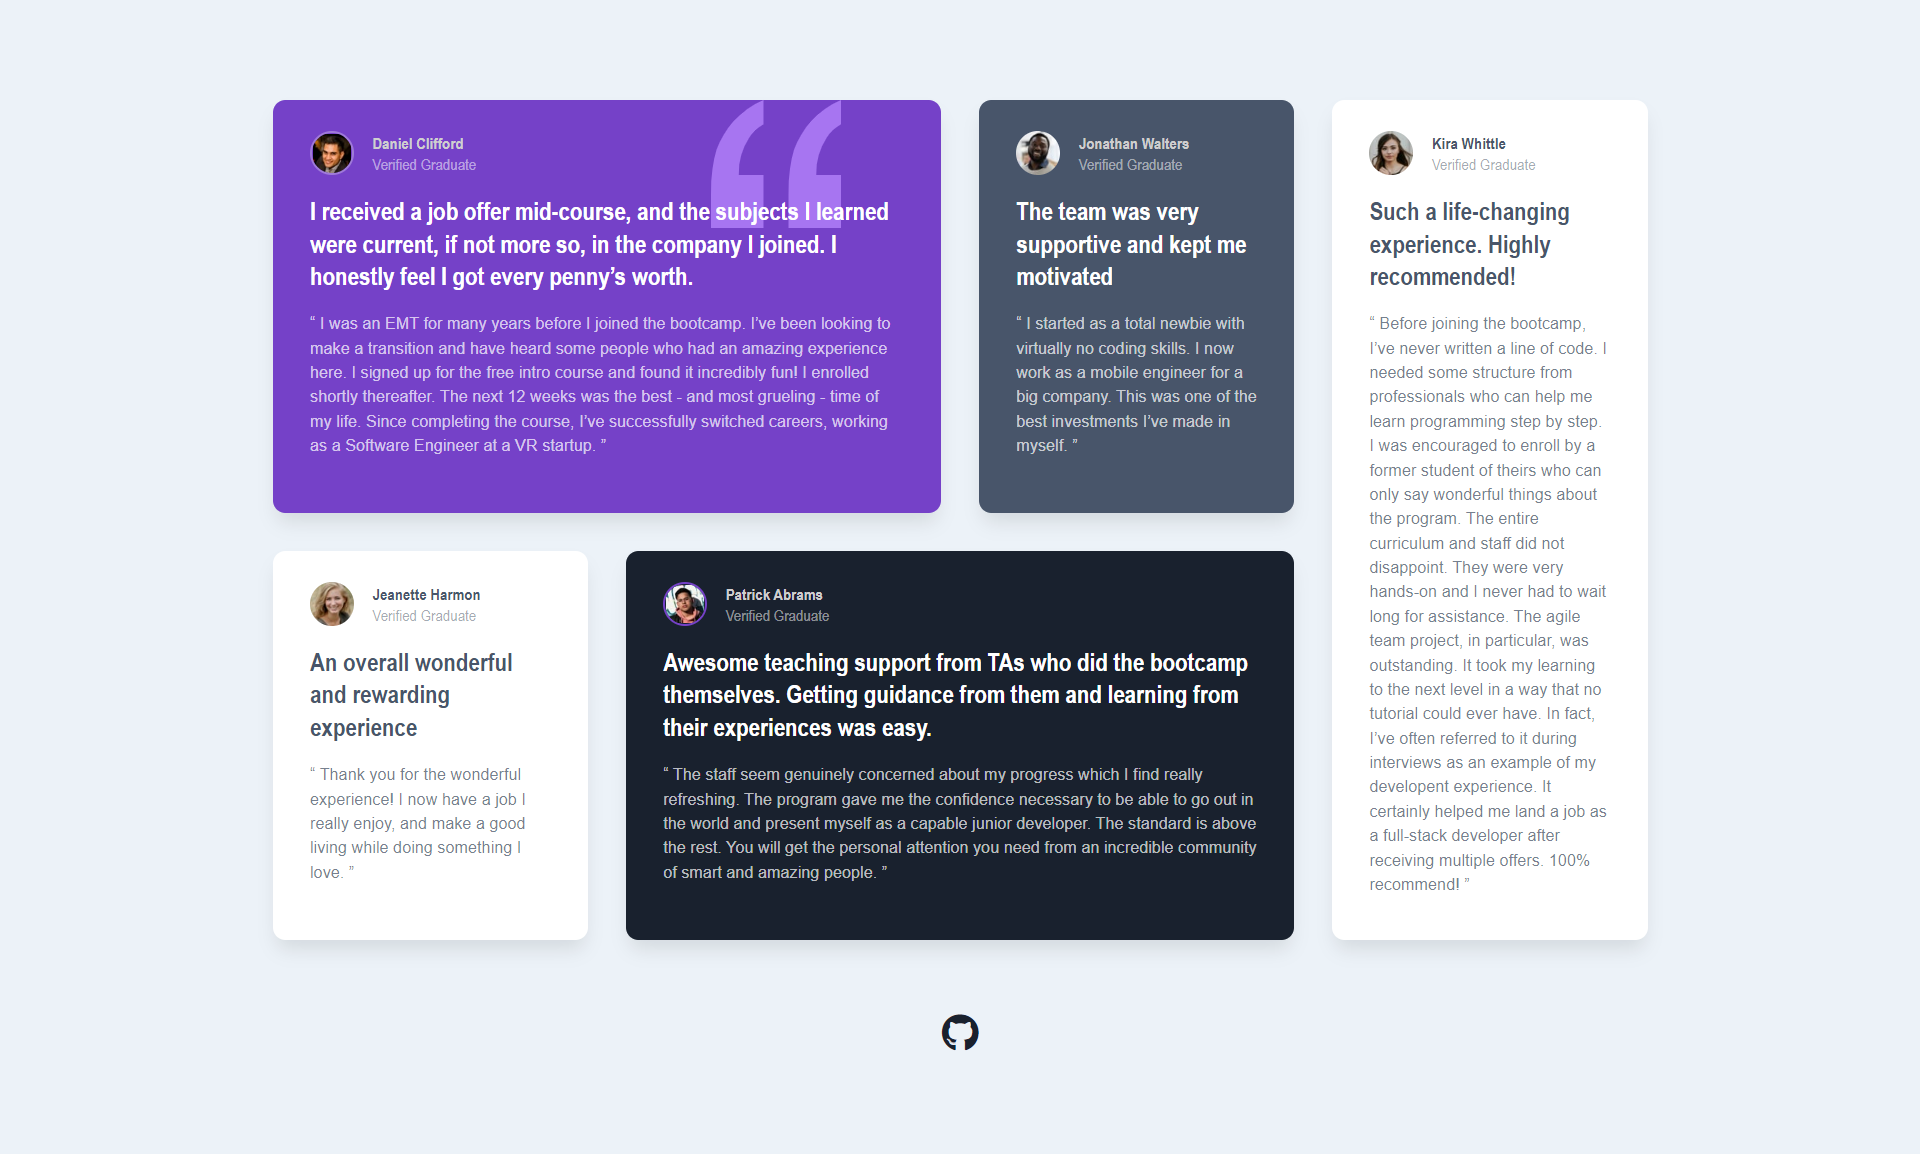 Daniel Clifford
Verified Graduate
I received a job offer mid-course, and the subjects I learned
were current, if not more so, in the company I joined. I
honestly feel I got every penny’s worth.
“ I was an EMT for many years before I joined the bootcamp. I’ve been looking to
make a transition and have heard some people who had an amazing experience
here. I signed up for the free intro course and found it incredibly fun! I enrolled
shortly thereafter. The next 12 weeks was the best - and most grueling - time of
my life. Since completing the course, I’ve successfully switched careers, working
as a Software Engineer at a VR startup. ”
Jonathan Walters
Verified Graduate
The team was very
supportive and kept me
motivated
“ I started as a total newbie with
virtually no coding skills. I now
work as a mobile engineer for a
big company. This was one of the
best investments I’ve made in
myself. ”
Kira Whittle
Verified Graduate
Such a life-changing
experience. Highly
recommended!
“ Before joining the bootcamp,
I’ve never written a line of code. I
needed some structure from
professionals who can help me
learn programming step by step.
I was encouraged to enroll by a
former student of theirs who can
only say wonderful things about
the program. The entire
curriculum and staff did not
disappoint. They were very
hands-on and I never had to wait
long for assistance. The agile
team project, in particular, was
outstanding. It took my learning
to the next level in a way that no
tutorial could ever have. In fact,
I’ve often referred to it during
interviews as an example of my
developent experience. It
certainly helped me land a job as
a full-stack developer after
receiving multiple offers. 100%
recommend! ”
Jeanette Harmon
Verified Graduate
An overall wonderful
and rewarding
experience
“ Thank you for the wonderful
experience! I now have a job I
really enjoy, and make a good
living while doing something I
love. ”
Patrick Abrams
Verified Graduate
Awesome teaching support from TAs who did the bootcamp
themselves. Getting guidance from them and learning from
their experiences was easy.
“ The staff seem genuinely concerned about my progress which I find really
refreshing. The program gave me the confidence necessary to be able to go out in
the world and present myself as a capable junior developer. The standard is above
the rest. You will get the personal attention you need from an incredible community
of smart and amazing people. ”